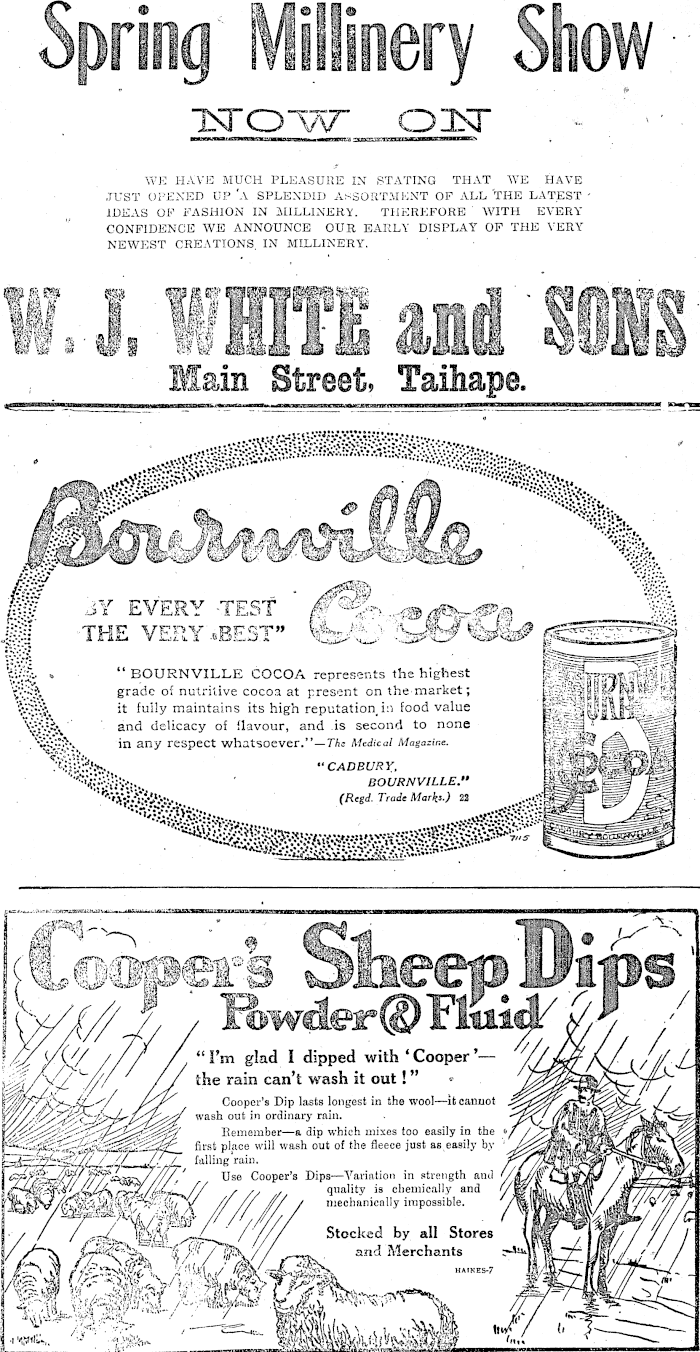 Spring Millinery Show
NOW ON
WE HAVE MUCH PLEASURE IN STATING THAT WE HAVE
JUST OPENED UP A SPLENDID ASSORTMENT OF ALL THE LATEST
IDEAS OF FASHION IN MILLINERY. THEREFORE WITH EVERY
CONFIDENCE WE ANNOUNCE OUR EARLY DISPLAY OF THE VERY
NEWEST CREATIONS IN MILLINERY.
W. J. WHITE and SONS
Main Street, Taihape.
Bournville
Cocoa
BY EVERY TEST
THE VERY BEST”
“BOURNVILLE COCOA represents the highest
grade of nutritive cocoa at present on the market;
it fully maintains its high reputation in food value
and delicacy of flavour, and is second to none
in any respect whatsoever.”—The Medical Magazine.
“CADBURY,
BOURNVILLE.”
(Regd. Trade Marks.) 22
7115
URN
COCOA
BOURNVILLE
Cooper's Sheep Dips
Powder & Fluid
“I'm glad I dipped with ‘Cooper’—
the rain can't wash it out!”
Cooper's Dip lasts longest in the wool—it cannot
wash out in ordinary rain.
Remember—a dip which mixes too easily in the
first place will wash out of the fleece just as easily by
falling rain.
Use Cooper's Dips—Variation in strength and
quality is chemically and
mechanically impossible.
Stocked by all Stores
and Merchants
HAINES-7